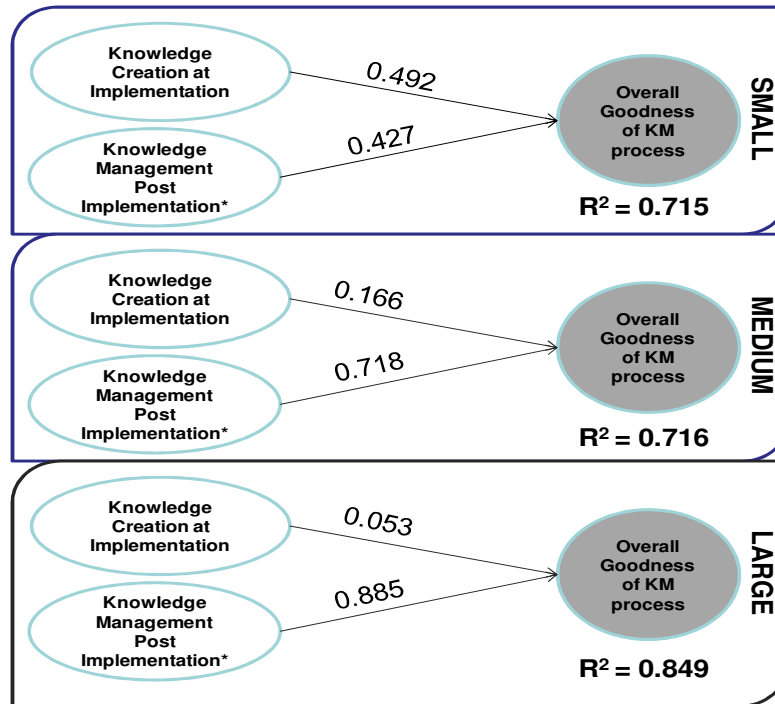 Knowledge
Creation at
Implementation
0.492
Knowledge
Management
Post
Implementation*
0.427
Overall
Goodness
of KM
process
R² = 0.715
SMALL
Knowledge
Creation at
Implementation
0.166
Knowledge
Management
Post
Implementation*
0.718
Overall
Goodness
of KM
process
R² = 0.716
MEDIUM
Knowledge
Creation at
Implementation
0.053
Knowledge
Management
Post
Implementation*
0.885
Overall
Goodness
of KM
process
R² = 0.849
LARGE